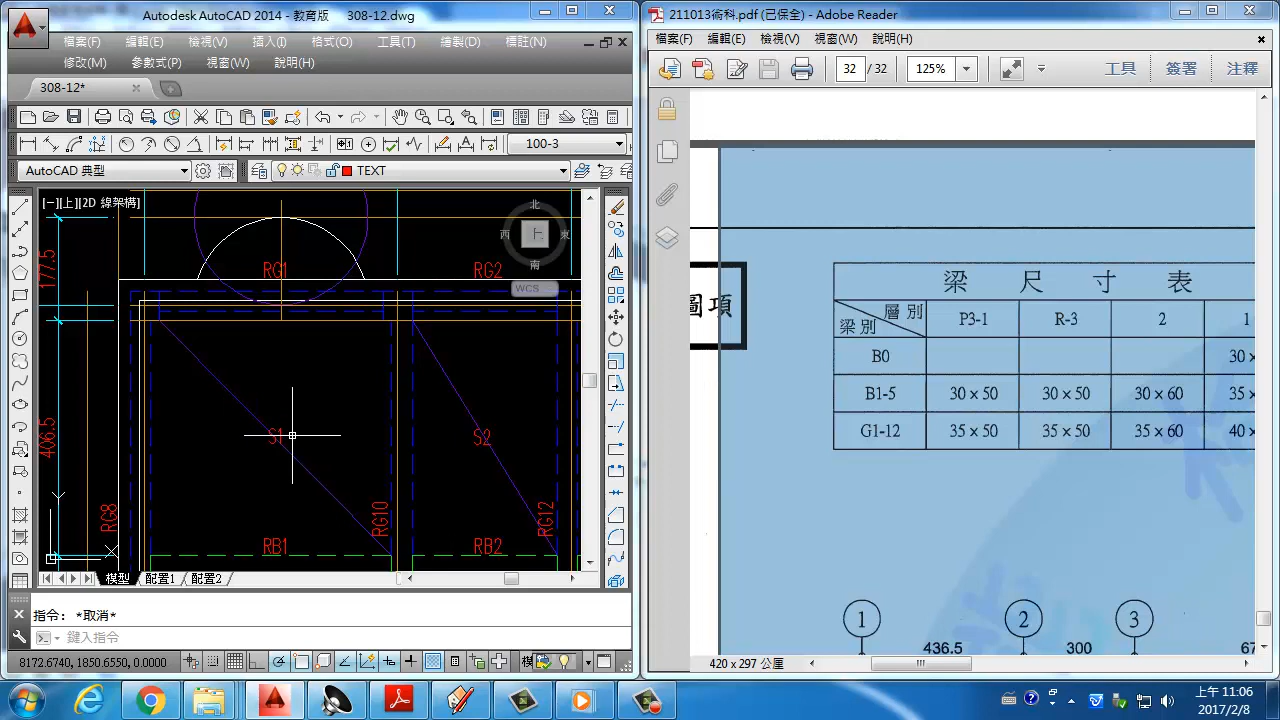 Autodesk AutoCAD 2014 - 教育版 308-12.dwg
檔案(F) 編輯(E) 檢視(V) 插入(I) 格式(O) 工具(T) 繪製(D) 標註(N)
修改(M) 參數式(P) 視窗(W) 說明(H)
308-12*
100-3
AutoCAD 典型
TEXT
[−][上][2D 線架構]
北
西
上
東
南
WCS
177.5
RG1
RG2
406.5
S1
S2
RG8
RG10
RG12
RB1
RB2
X
模型 配置1 配置2
指令: *取消*
鍵入指令
8172.6740, 1850.6550, 0.0000
模
211013術科.pdf (已保全) - Adobe Reader
檔案(F) 編輯(E) 檢視(V) 視窗(W) 說明(H)
32 / 32
125%
工具 簽署 注釋
圖項
梁 尺 寸 表
層 別
梁 別
P3-1 R-3 2 1
B0 30 ×
B1-5 30 × 50 30 × 50 30 × 60 35 ×
G1-12 35 × 50 35 × 50 35 × 60 40 ×
1 2 3
436.5 300 67
420 x 297 公厘
上午 11:06
2017/2/8